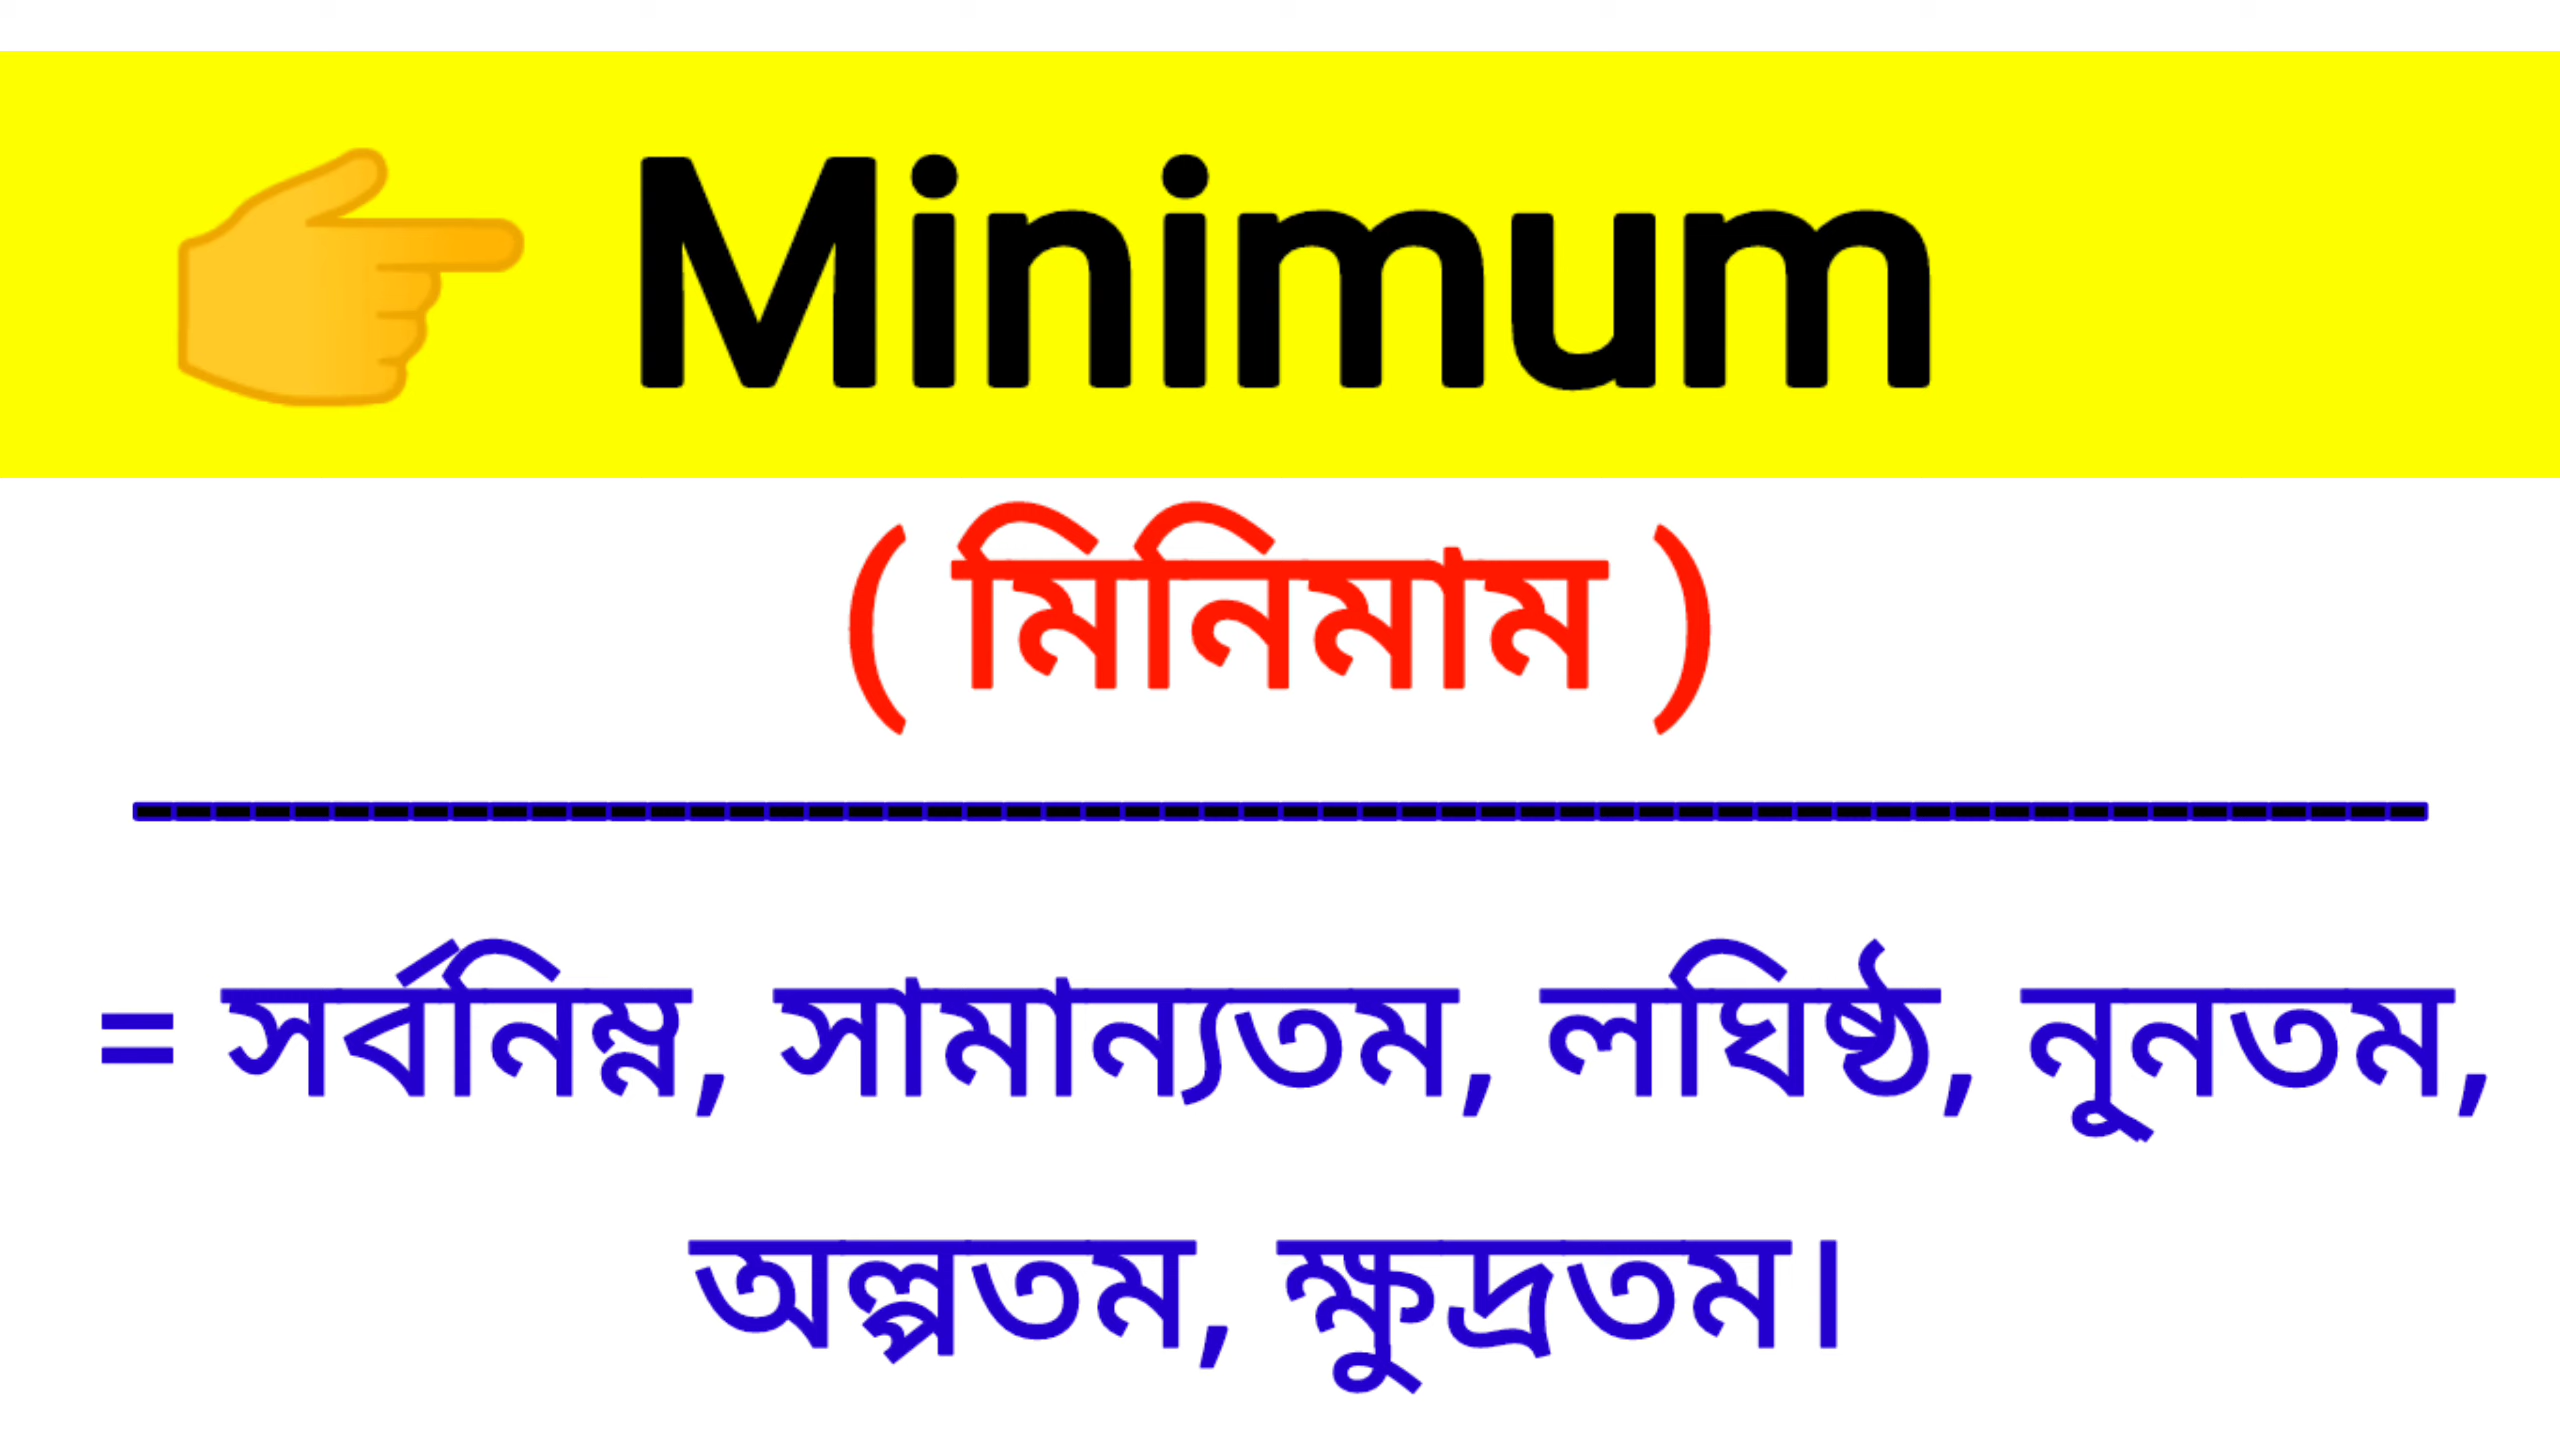 👉 Minimum
( মিনিমাম )
----------------------------------------------------------
= সর্বনিম্ন, সামান্যতম, লঘিষ্ঠ, নুনতম,
অল্পতম, ক্ষুদ্রতম।